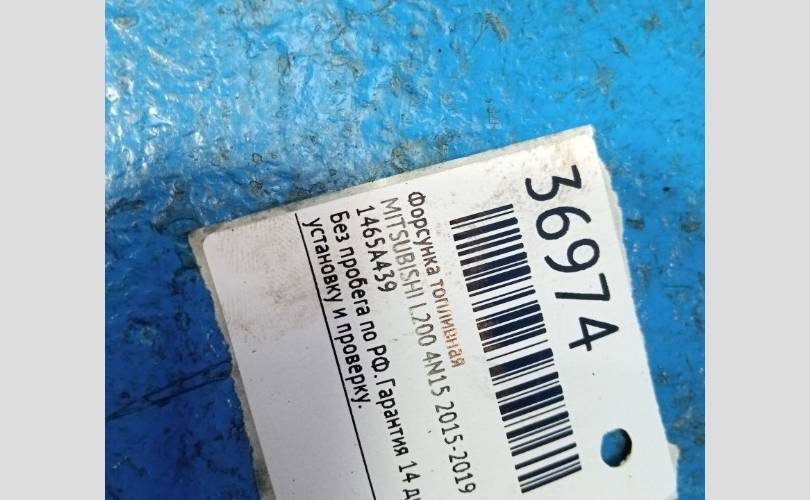 36974
Форсунка топливная
MITSUBISHI L200 4N15 2015-2019
1465A439
Без пробега по РФ.Гарантия 14
установку и проверку.